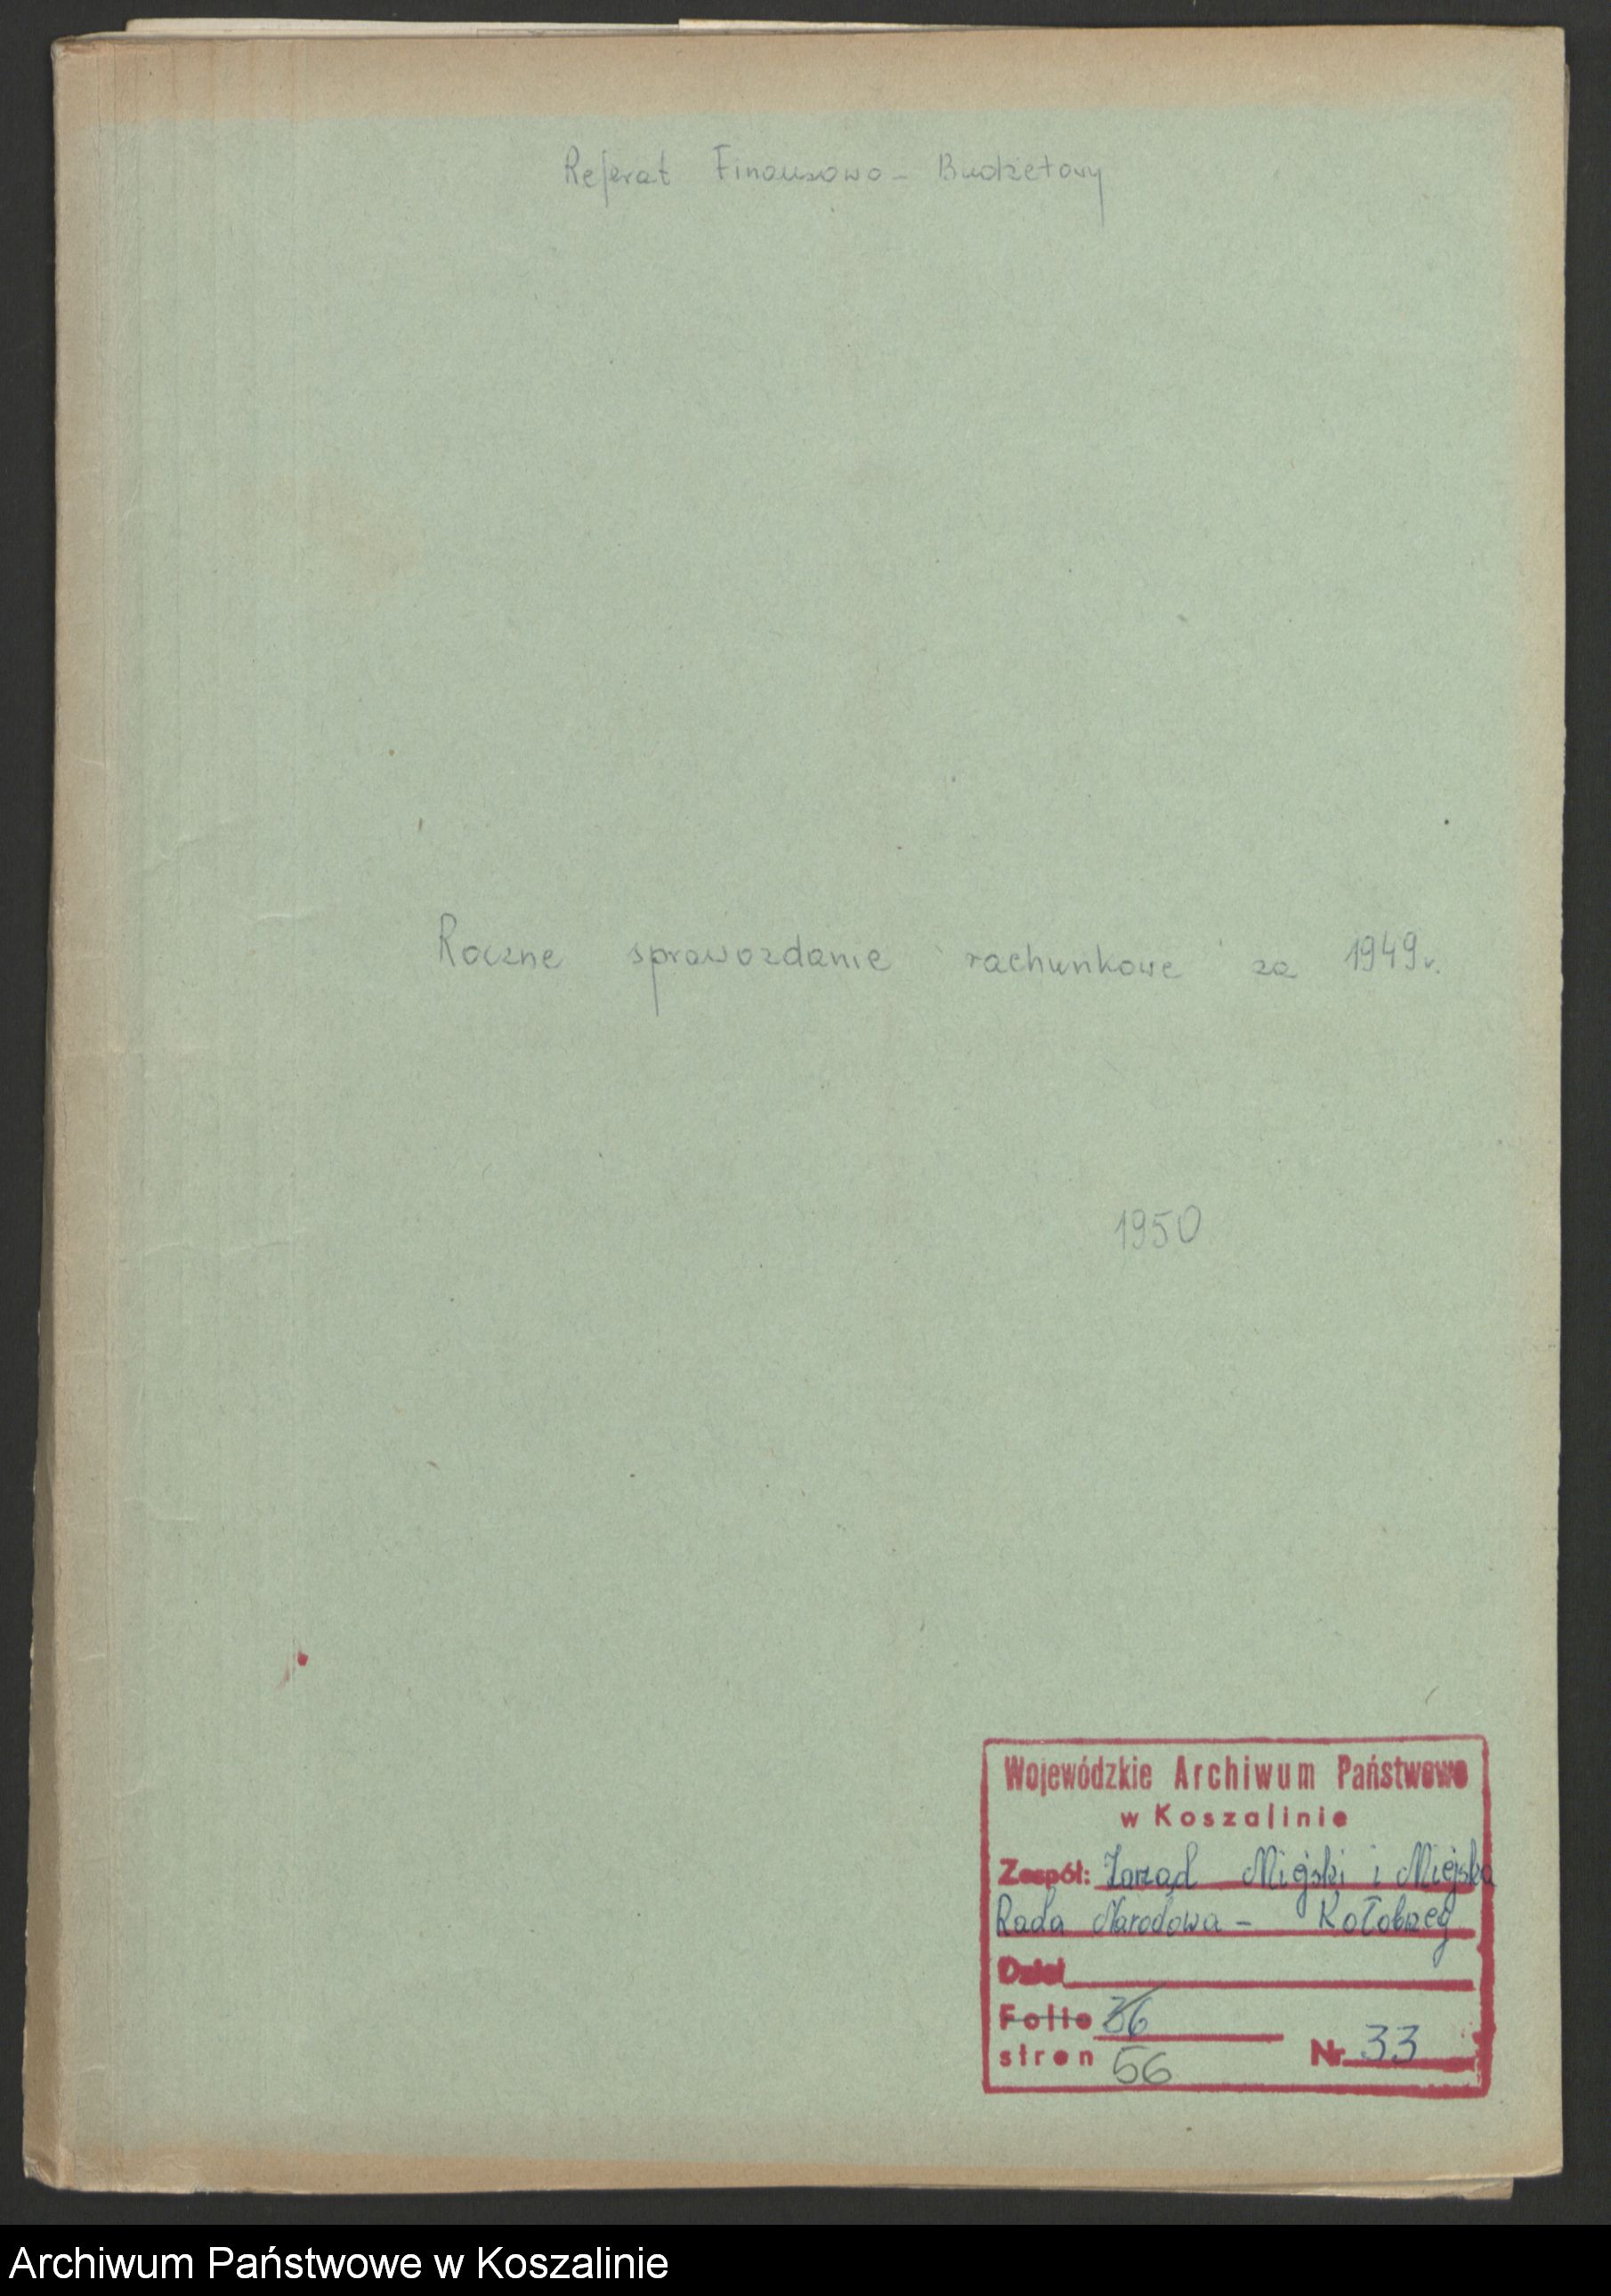 Referat Finansowo - Budżetowy
Roczne sprawozdanie rachunkowe za 1949 r.
1950
Wojewódzkie Archiwum Państwowe
w Koszalinie
Zespół: Zarząd Miejski i Miejska
Rada Narodowa - Kołobrzeg
Dział
Folio 36
stron 56 Nr 33
Archiwum Państwowe w Koszalinie